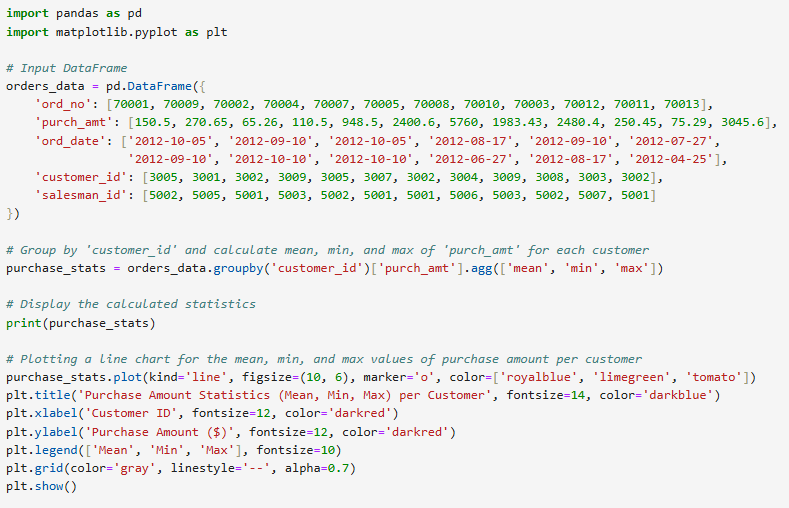 import pandas as pd
import matplotlib.pyplot as plt

# Input DataFrame
orders_data = pd.DataFrame({
    'ord_no': [70001, 70009, 70002, 70004, 70007, 70005, 70008, 70010, 70003, 70012, 70011, 70013],
    'purch_amt': [150.5, 270.65, 65.26, 110.5, 948.5, 2400.6, 5760, 1983.43, 2480.4, 250.45, 75.29, 3045.6],
    'ord_date': ['2012-10-05', '2012-09-10', '2012-10-05', '2012-08-17', '2012-09-10', '2012-07-27',
                 '2012-09-10', '2012-10-10', '2012-10-10', '2012-06-27', '2012-08-17', '2012-04-25'],
    'customer_id': [3005, 3001, 3002, 3009, 3005, 3007, 3002, 3004, 3009, 3008, 3003, 3002],
    'salesman_id': [5002, 5005, 5001, 5003, 5002, 5001, 5001, 5006, 5003, 5002, 5007, 5001]
})

# Group by 'customer_id' and calculate mean, min, and max of 'purch_amt' for each customer
purchase_stats = orders_data.groupby('customer_id')['purch_amt'].agg(['mean', 'min', 'max'])

# Display the calculated statistics
print(purchase_stats)

# Plotting a line chart for the mean, min, and max values of purchase amount per customer
purchase_stats.plot(kind='line', figsize=(10, 6), marker='o', color=['royalblue', 'limegreen', 'tomato'])
plt.title('Purchase Amount Statistics (Mean, Min, Max) per Customer', fontsize=14, color='darkblue')
plt.xlabel('Customer ID', fontsize=12, color='darkred')
plt.ylabel('Purchase Amount ($)', fontsize=12, color='darkred')
plt.legend(['Mean', 'Min', 'Max'], fontsize=10)
plt.grid(color='gray', linestyle='--', alpha=0.7)
plt.show()